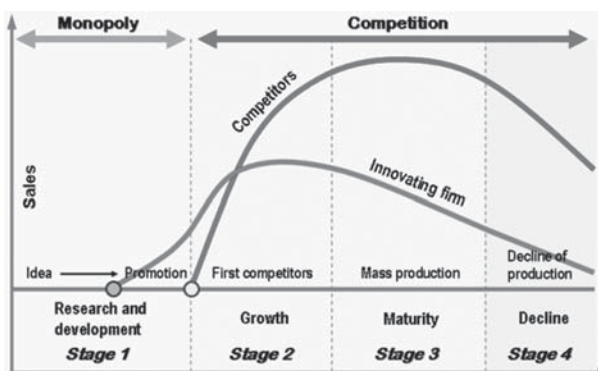 Monopoly
Competition
Sales
Competitors
Innovating firm
Idea
Promotion
First competitors
Mass production
Decline of
production
Research and
development
Growth
Maturity
Decline
Stage 1
Stage 2
Stage 3
Stage 4